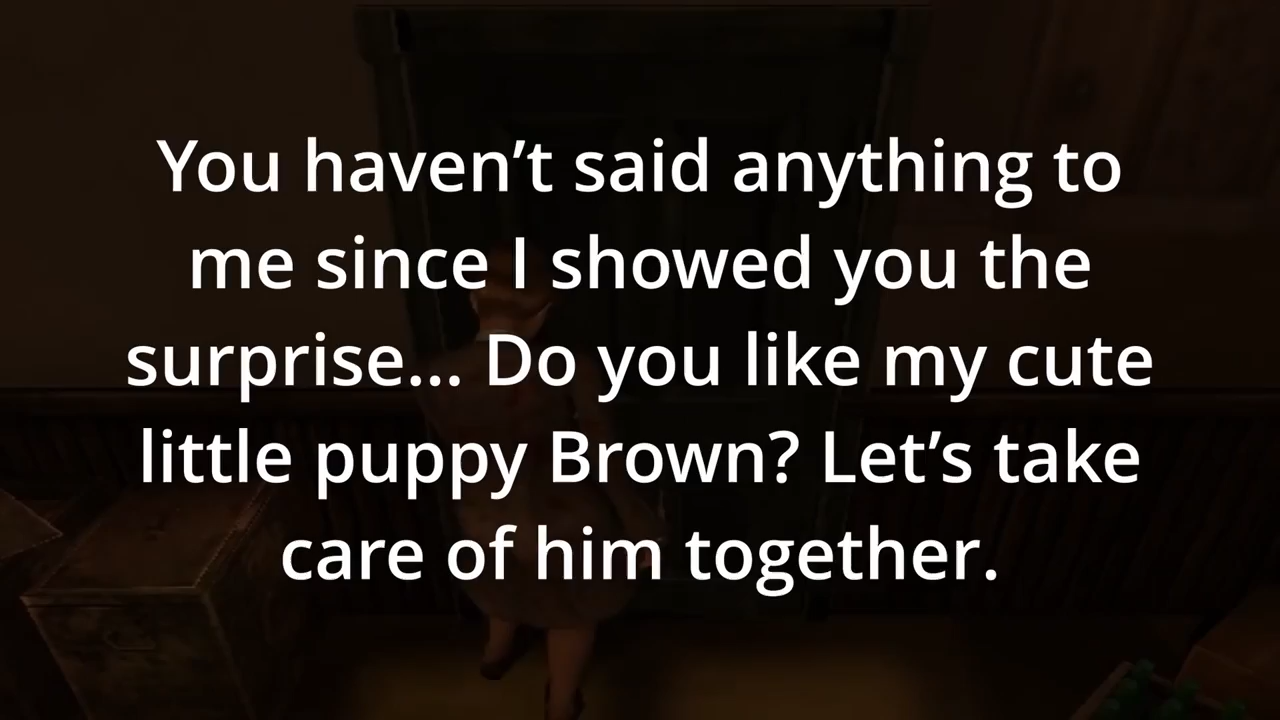 You haven’t said anything to
me since I showed you the
surprise... Do you like my cute
little puppy Brown? Let’s take
care of him together.